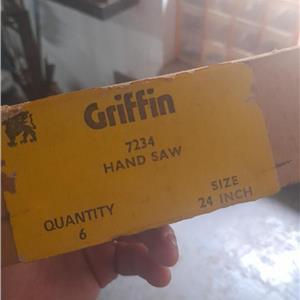 Griffin
7234
HAND SAW
QUANTITY
6
SIZE
24 INCH